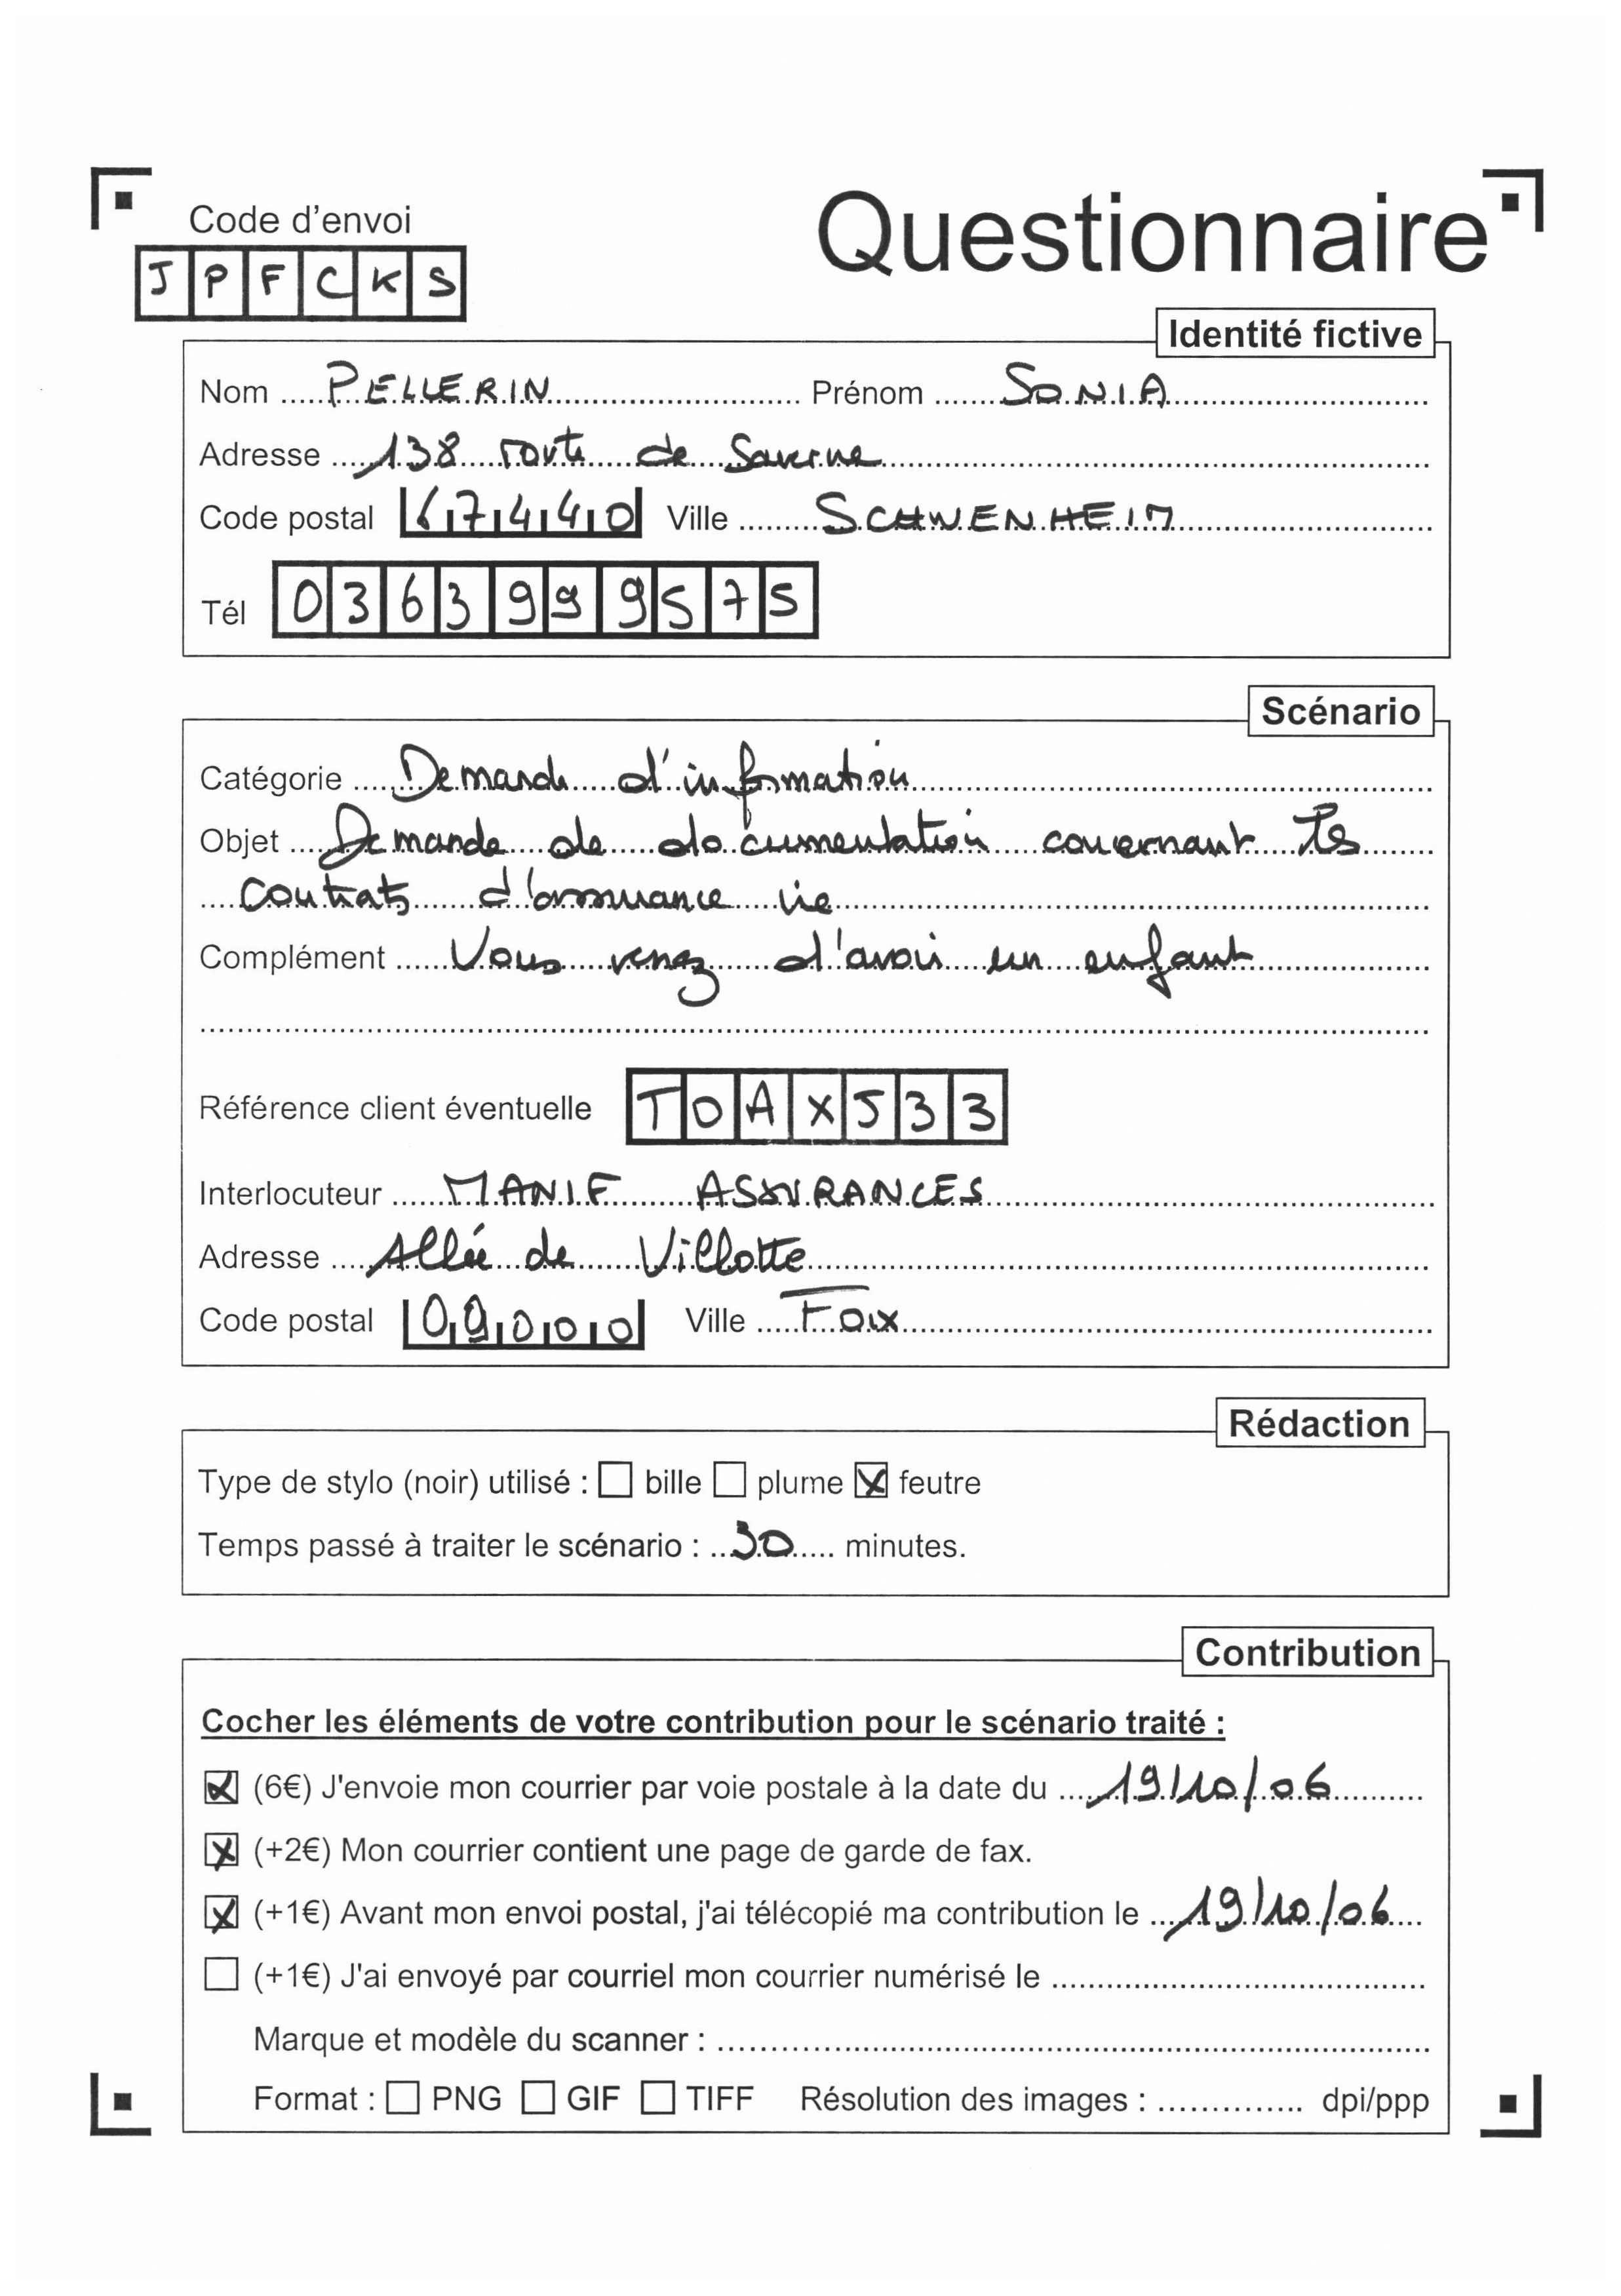 Code d'envoi
Questionnaire
JPFCKS
Identité fictive
Nom PELLERIN Prénom SONIA
Adresse 138 route de Saverne
Code postal 67440 Ville SCHWENHEIM
Tél 0363999575
Scénario
Catégorie Demande d'information
Objet Demande de documentation concernant les
contrats d'assurance vie
Complément Vous venez d'avoir un enfant
Référence client éventuelle TOAX533
Interlocuteur MANIF ASSURANCES
Adresse Allée de Villotte
Code postal 09000 Ville Foix
Rédaction
Type de stylo (noir) utilisé : bille plume feutre
Temps passé à traiter le scénario : 30 minutes.
Contribution
Cocher les éléments de votre contribution pour le scénario traité :
(6€) J'envoie mon courrier par voie postale à la date du 19/10/06
(+2€) Mon courrier contient une page de garde de fax.
(+1€) Avant mon envoi postal, j'ai télécopié ma contribution le 19/10/06
(+1€) J'ai envoyé par courriel mon courrier numérisé le
Marque et modèle du scanner :
Format : PNG GIF TIFF Résolution des images : dpi/ppp